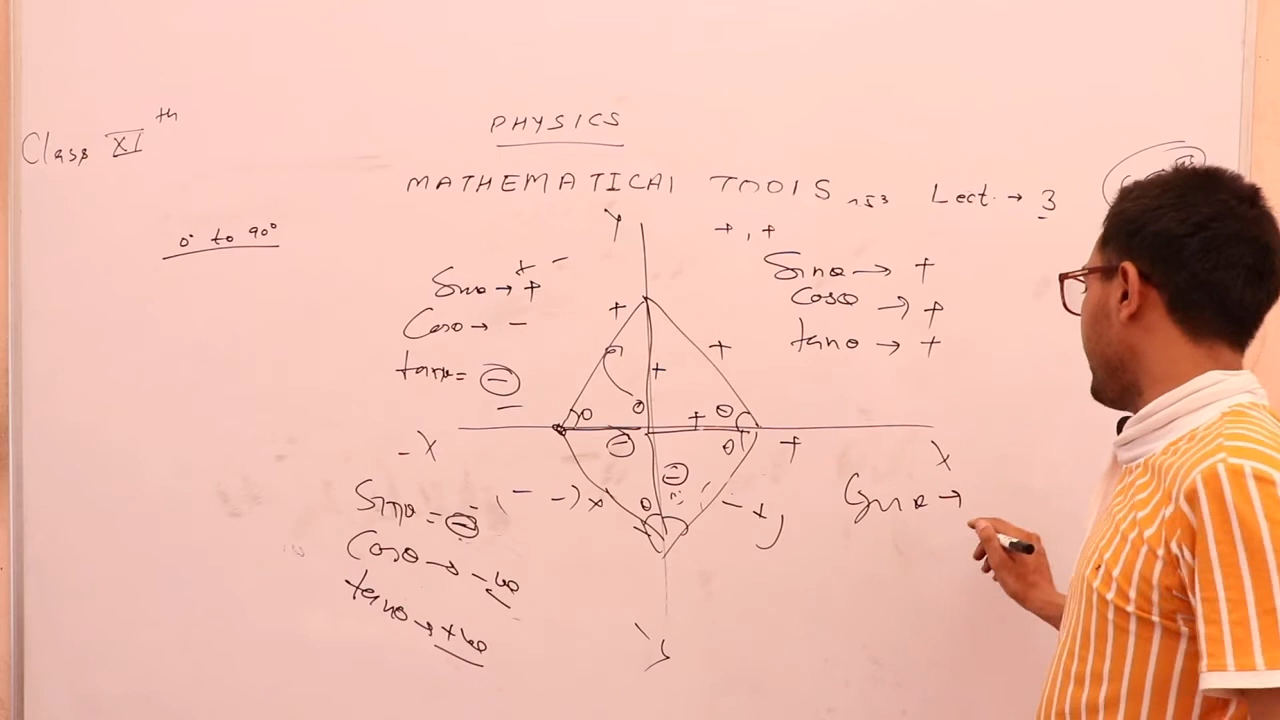 Class XI th
PHYSICS
MATHEMATICAL TOOLS
Lect. → 3
0° to 90°
Y
+ , +
Sinθ → +
Cosθ → +
tanθ → +
+ -
Sinθ → +
Cosθ → -
tanθ = -
+
+
+
θ
θ
+
θ
-
θ
+
- X
X
-
θ
Sinθ = -
(- -)
Cosθ → -ve
tanθ → +ve
- +)
Sinθ →
-y